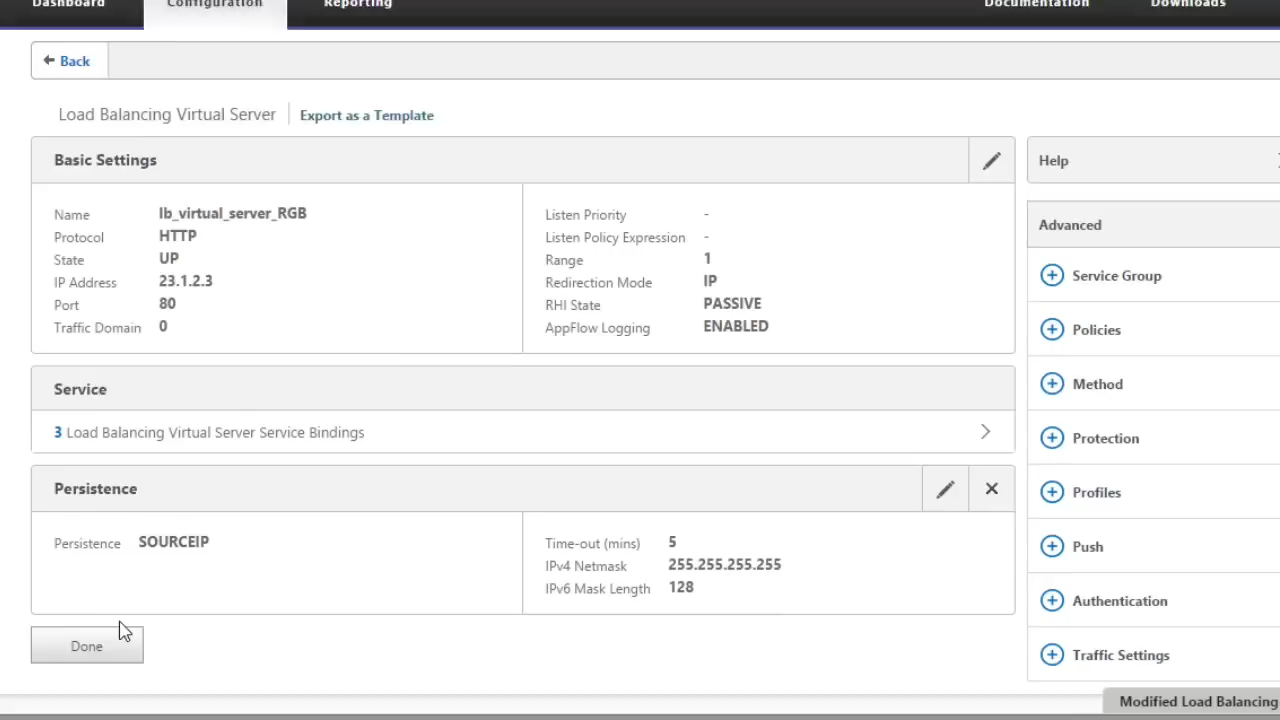 Dashboard Configuration Reporting Documentation Downloads
Back
Load Balancing Virtual Server Export as a Template
Basic Settings
Name lb_virtual_server_RGB
Protocol HTTP
State UP
IP Address 23.1.2.3
Port 80
Traffic Domain 0
Listen Priority -
Listen Policy Expression -
Range 1
Redirection Mode IP
RHI State PASSIVE
AppFlow Logging ENABLED
Service
3 Load Balancing Virtual Server Service Bindings
Persistence
Persistence SOURCEIP
Time-out (mins) 5
IPv4 Netmask 255.255.255.255
IPv6 Mask Length 128
Done
Help
Advanced
Service Group
Policies
Method
Protection
Profiles
Push
Authentication
Traffic Settings
Modified Load Balancing